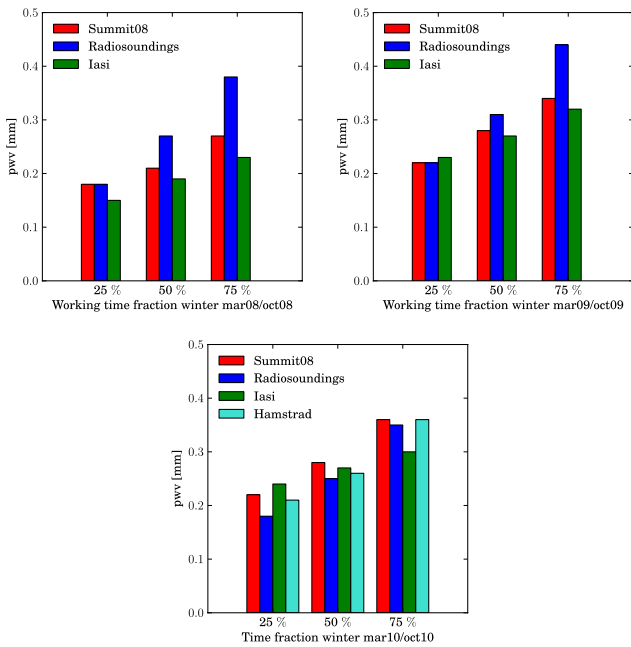 0.5
0.4
0.3
0.2
0.1
0.0
pwv [mm]
Summit08
Radiosoundings
Iasi
25 % 50 % 75 %
Working time fraction winter mar08/oct08
0.5
0.4
0.3
0.2
0.1
0.0
pwv [mm]
Summit08
Radiosoundings
Iasi
25 % 50 % 75 %
Working time fraction winter mar09/oct09
0.5
0.4
0.3
0.2
0.1
0.0
pwv [mm]
Summit08
Radiosoundings
Iasi
Hamstrad
25 % 50 % 75 %
Time fraction winter mar10/oct10